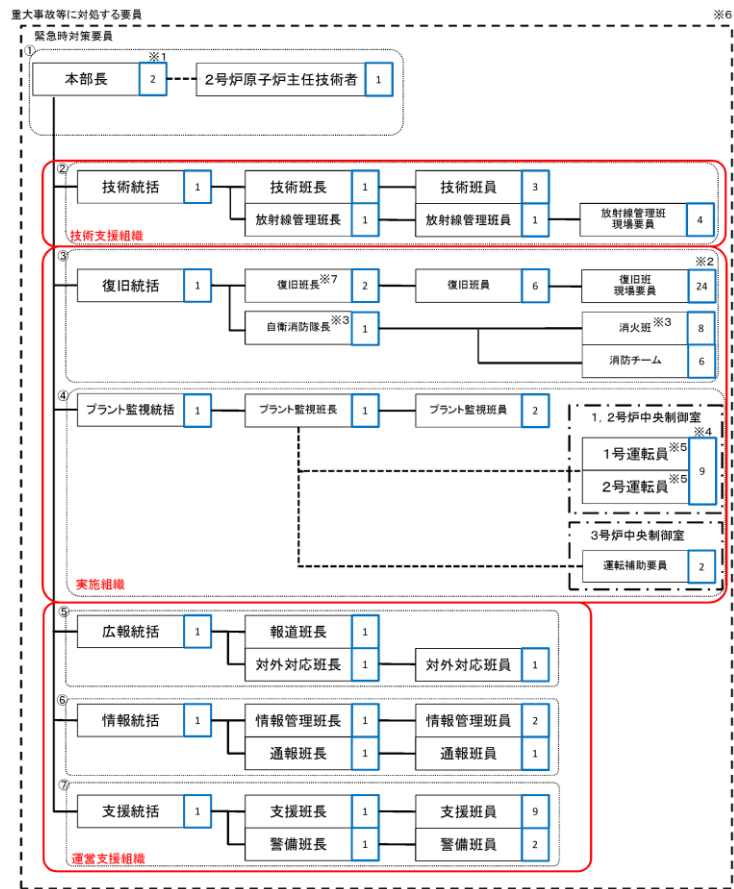 重大事故等に対処する要員 ※6
緊急時対策要員
①
※1
本部長 2 2号炉原子炉主任技術者 1
②
技術統括 1 技術班長 1 技術班員 3
放射線管理班長 1 放射線管理班員 1 放射線管理班
現場要員 4
技術支援組織
③
※2
復旧統括 1 復旧班長※7 2 復旧班員 6 復旧班
現場要員 24
自衛消防隊長※3 1 消火班※3 8
消防チーム 6
④
プラント監視統括 1 プラント監視班長 1 プラント監視班員 2
1,2号炉中央制御室
※4
1号運転員※5 9
2号運転員※5
3号炉中央制御室
運転補助要員 2
実施組織
⑤
広報統括 1 報道班長 1
対外対応班長 1 対外対応班員 1
⑥
情報統括 1 情報管理班長 1 情報管理班員 2
通報班長 1 通報班員 1
⑦
支援統括 1 支援班長 1 支援班員 9
警備班長 1 警備班員 2
運営支援組織